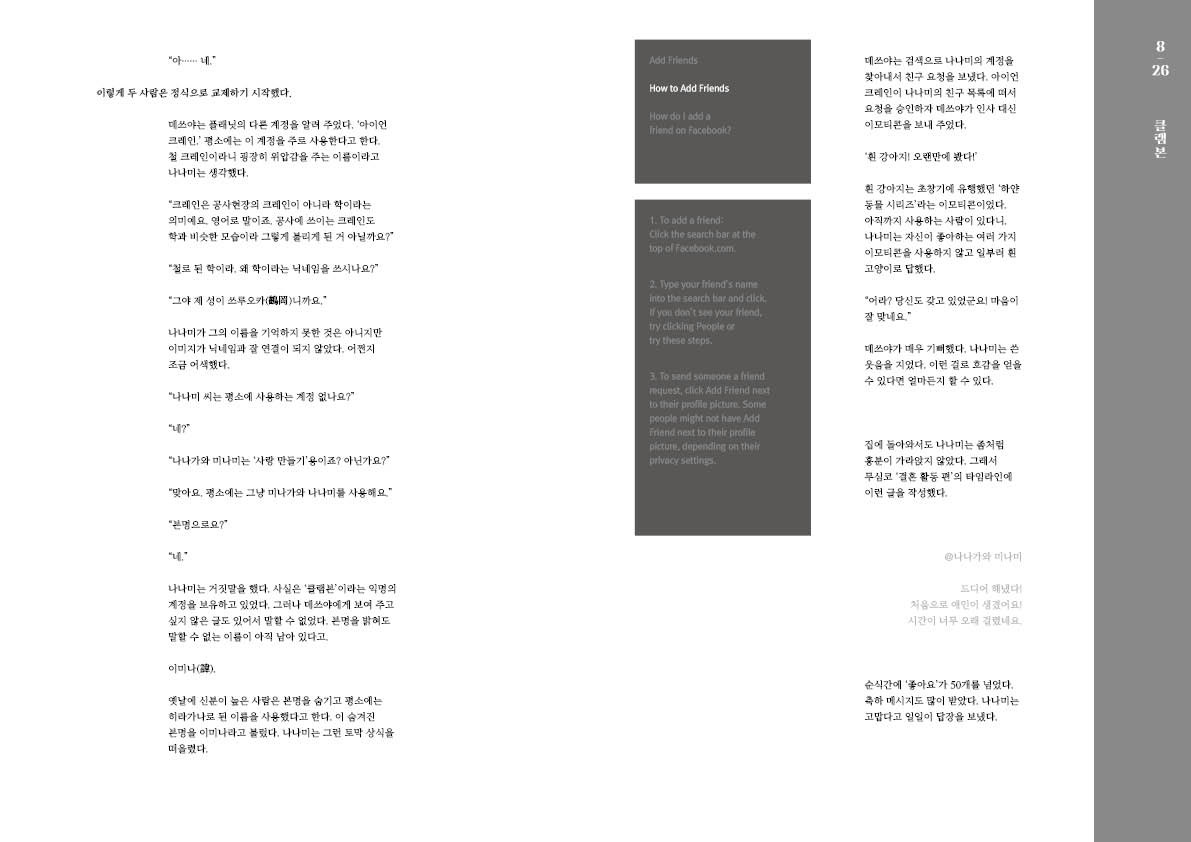 “아…… 네.”
이렇게 두 사람은 정식으로 교제하기 시작했다.
데쓰야는 플래닛의 다른 계정을 알려 주었다. ‘아이언
크레인.’ 평소에는 이 계정을 주로 사용한다고 한다.
철 크레인이라니 굉장히 위압감을 주는 이름이라고
나나미는 생각했다.
“크레인은 공사현장의 크레인이 아니라 학이라는
의미예요. 영어로 말이죠. 공사에 쓰이는 크레인도
학과 비슷한 모습이라 그렇게 불리게 된 거 아닐까요?”
“철로 된 학이라. 왜 학이라는 닉네임을 쓰시나요?”
“그야 제 성이 쓰루오카(鶴岡)니까요.”
나나미가 그의 이름을 기억하지 못한 것은 아니지만
이미지가 닉네임과 잘 연결이 되지 않았다. 어쩐지
조금 어색했다.
“나나미 씨는 평소에 사용하는 계정 없나요?”
“네?”
“나나가와 미나미는 ‘사랑 만들기’용이죠? 아닌가요?”
“맞아요. 평소에는 그냥 미나가와 나나미를 사용해요.”
“본명으로요?”
“네.”
나나미는 거짓말을 했다. 사실은 ‘클램본’이라는 익명의
계정을 보유하고 있었다. 그러나 데쓰야에게 보여 주고
싶지 않은 글도 있어서 말할 수 없었다. 본명을 밝혀도
말할 수 없는 이름이 아직 남아 있다고.
이미나(諱).
옛날에 신분이 높은 사람은 본명을 숨기고 평소에는
히라가나로 된 이름을 사용했다고 한다. 이 숨겨진
본명을 이미나라고 불렀다. 나나미는 그런 토막 상식을
떠올렸다.
Add Friends
How to Add Friends
How do I add a
friend on Facebook?
1. To add a friend:
Click the search bar at the
top of Facebook.com.
2. Type your friend’s name
into the search bar and click.
If you don’t see your friend,
try clicking People or
try these steps.
3. To send someone a friend
request, click Add Friend next
to their profile picture. Some
people might not have Add
Friend next to their profile
picture, depending on their
privacy settings.
데쓰야는 검색으로 나나미의 계정을
찾아내서 친구 요청을 보냈다. 아이언
크레인이 나나미의 친구 목록에 떠서
요청을 승인하자 데쓰야가 인사 대신
이모티콘을 보내 주었다.
‘흰 강아지! 오랜만에 봤다!’
흰 강아지는 초창기에 유행했던 ‘하얀
동물 시리즈’라는 이모티콘이었다.
아직까지 사용하는 사람이 있다니.
나나미는 자신이 좋아하는 여러 가지
이모티콘을 사용하지 않고 일부러 흰
고양이로 답했다.
“어라? 당신도 갖고 있었군요! 마음이
잘 맞네요.”
데쓰야가 매우 기뻐했다. 나나미는 쓴
웃음을 지었다. 이런 걸로 호감을 얻을
수 있다면 얼마든지 할 수 있다.
집에 돌아와서도 나나미는 좀처럼
흥분이 가라앉지 않았다. 그래서
무심코 ‘결혼 활동 편’의 타임라인에
이런 글을 작성했다.
@나나가와 미나미
드디어 해냈다!
처음으로 애인이 생겼어요!
시간이 너무 오래 걸렸네요.
순식간에 ‘좋아요’가 50개를 넘었다.
축하 메시지도 많이 받았다. 나나미는
고맙다고 일일이 답장을 보냈다.
8
–
26
클램본